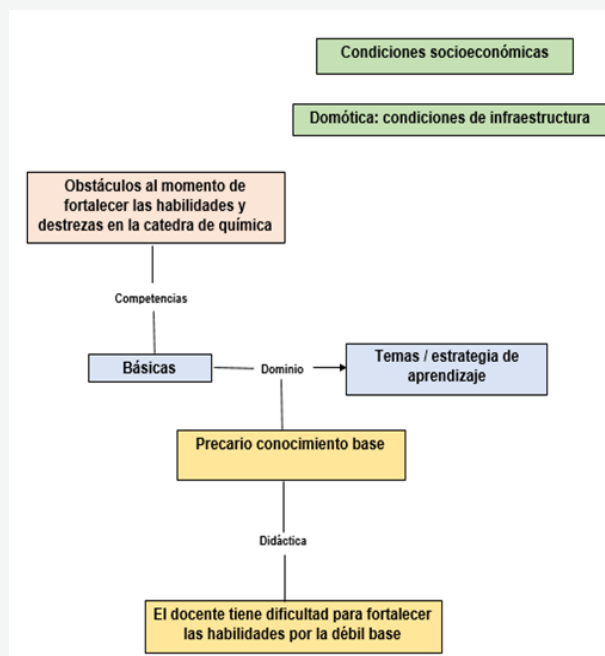 Condiciones socioeconómicas
Domótica: condiciones de infraestructura
Obstáculos al momento de
fortalecer las habilidades y
destrezas en la catedra de química
Competencias
Básicas
Dominio
Temas / estrategia de
aprendizaje
Precario conocimiento base
Didáctica
El docente tiene dificultad para fortalecer
las habilidades por la débil base